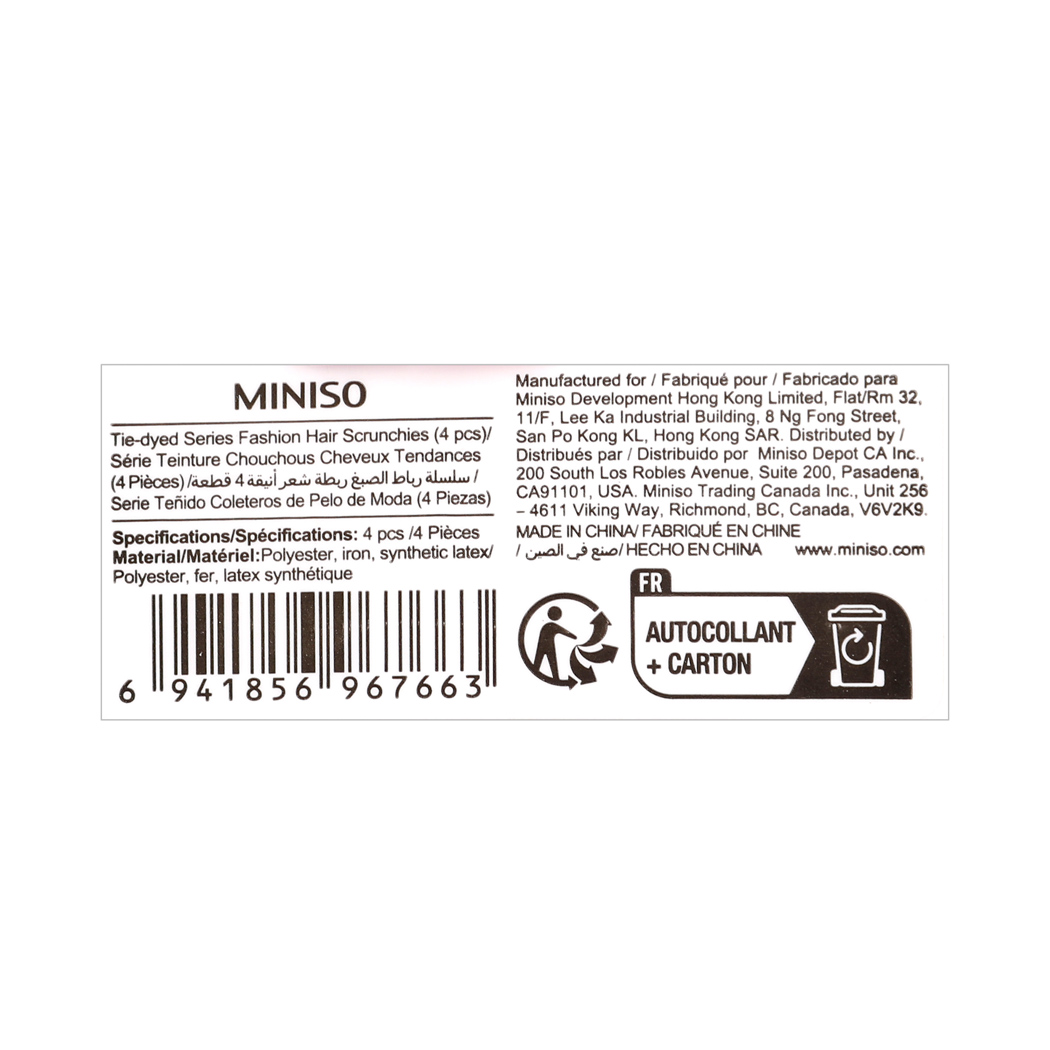 MINISO
Tie-dyed Series Fashion Hair Scrunchies (4 pcs)/
Série Teinture Chouchous Cheveux Tendances
(4 Pièces) /سلسلة رباط الصبغ ربطة شعر أنيقة 4 قطعة/
Serie Teñido Coleteros de Pelo de Moda (4 Piezas)
Specifications/Spécifications: 4 pcs /4 Pièces
Material/Matériel:Polyester, iron, synthetic latex/
Polyester, fer, latex synthétique
6 941856 967663
Manufactured for / Fabriqué pour / Fabricado para
Miniso Development Hong Kong Limited, Flat/Rm 32,
11/F, Lee Ka Industrial Building, 8 Ng Fong Street,
San Po Kong KL, Hong Kong SAR. Distributed by /
Distribués par / Distribuido por Miniso Depot CA Inc.,
200 South Los Robles Avenue, Suite 200, Pasadena,
CA91101, USA. Miniso Trading Canada Inc., Unit 256
– 4611 Viking Way, Richmond, BC, Canada, V6V2K9.
MADE IN CHINA/ FABRIQUÉ EN CHINE
/ صنع في الصين/ HECHO EN CHINA www.miniso.com
FR
AUTOCOLLANT
+ CARTON